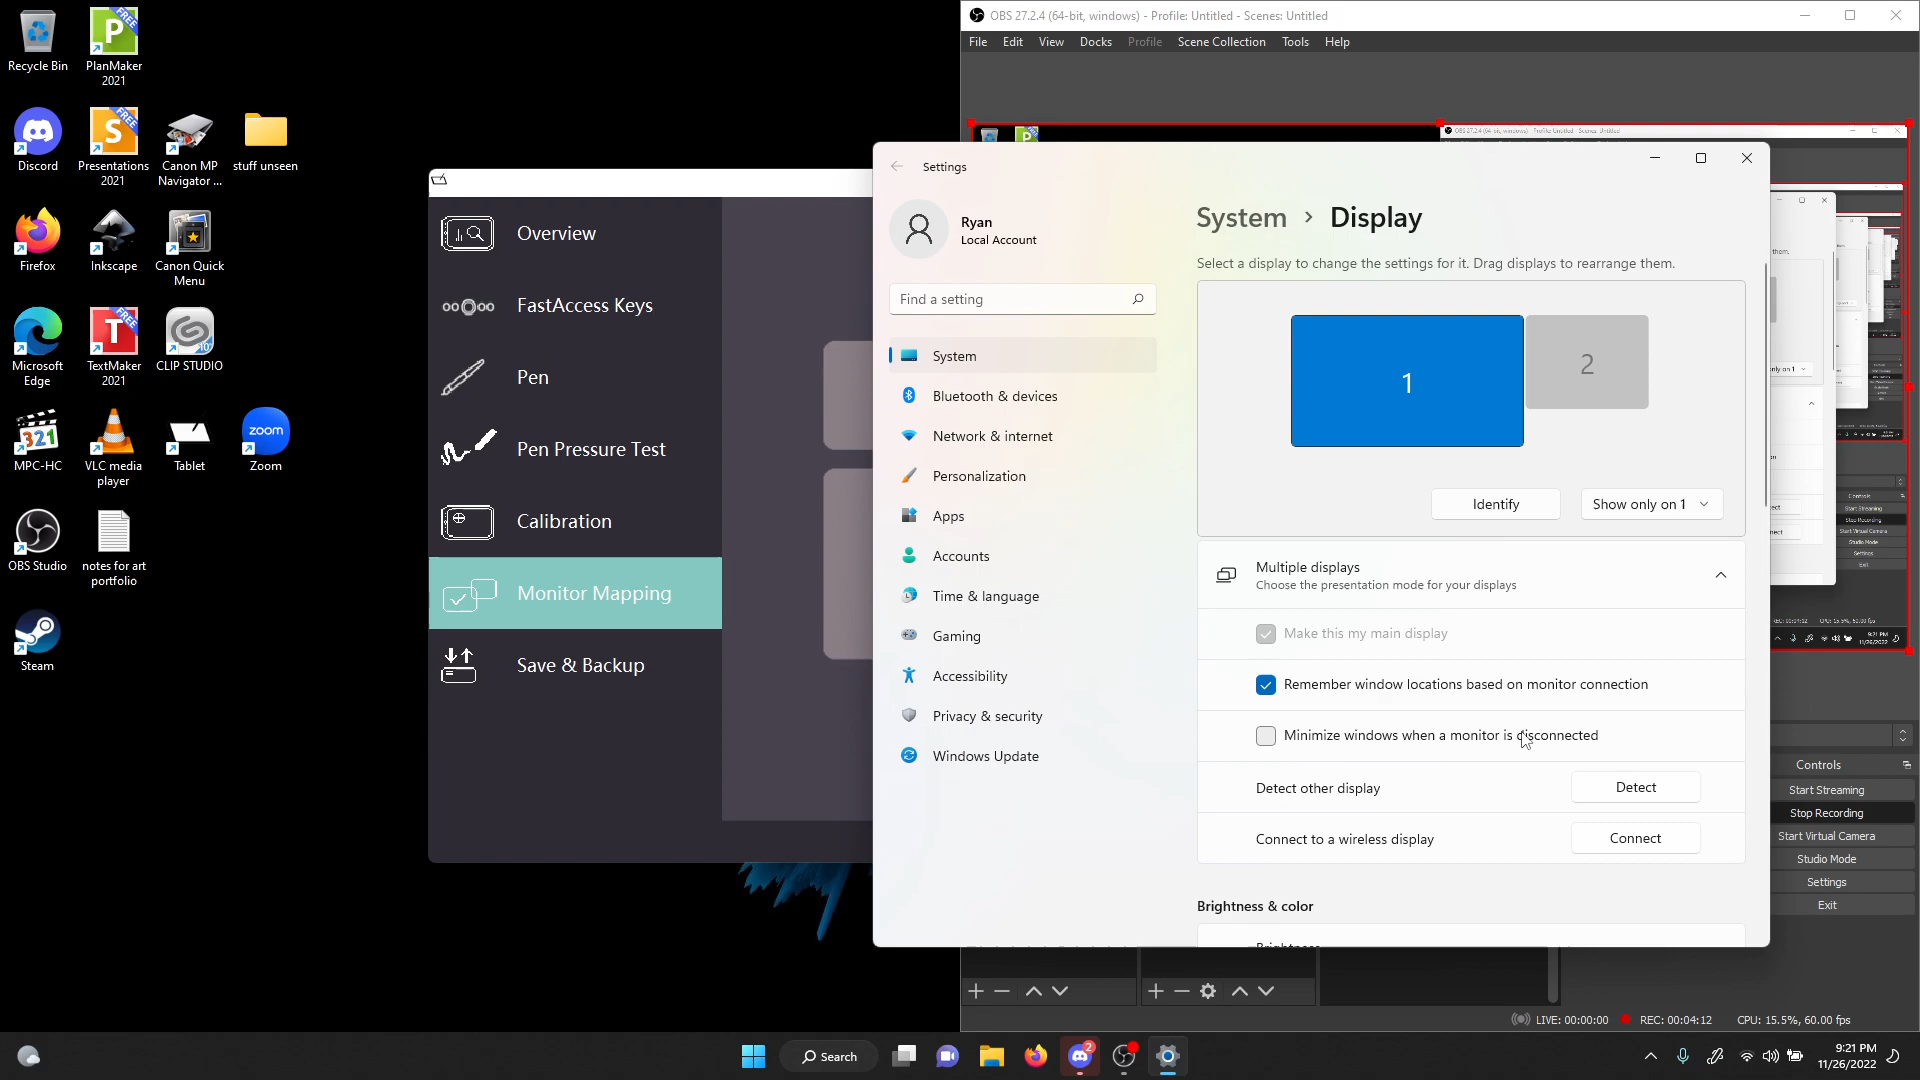 Recycle Bin
PlanMaker
2021
Discord
Presentations
2021
Canon MP
Navigator ...
stuff unseen
Firefox
Inkscape
Canon Quick
Menu
Microsoft
Edge
TextMaker
2021
CLIP STUDIO
MPC-HC
VLC media
player
Tablet
Zoom
OBS Studio
notes for art
portfolio
Steam
Overview
FastAccess Keys
Pen
Pen Pressure Test
Calibration
Monitor Mapping
Save & Backup
OBS 27.2.4 (64-bit, windows) - Profile: Untitled - Scenes: Untitled
File Edit View Docks Profile Scene Collection Tools Help
Settings
Ryan
Local Account
Find a setting
System
Bluetooth & devices
Network & internet
Personalization
Apps
Accounts
Time & language
Gaming
Accessibility
Privacy & security
Windows Update
System > Display
Select a display to change the settings for it. Drag displays to rearrange them.
1
2
Identify
Show only on 1
Multiple displays
Choose the presentation mode for your displays
Make this my main display
Remember window locations based on monitor connection
Minimize windows when a monitor is disconnected
Detect other display
Detect
Connect to a wireless display
Connect
Brightness & color
Controls
Start Streaming
Stop Recording
Start Virtual Camera
Studio Mode
Settings
Exit
LIVE: 00:00:00 REC: 00:04:12 CPU: 15.5%, 60.00 fps
Search
2
9:21 PM
11/26/2022